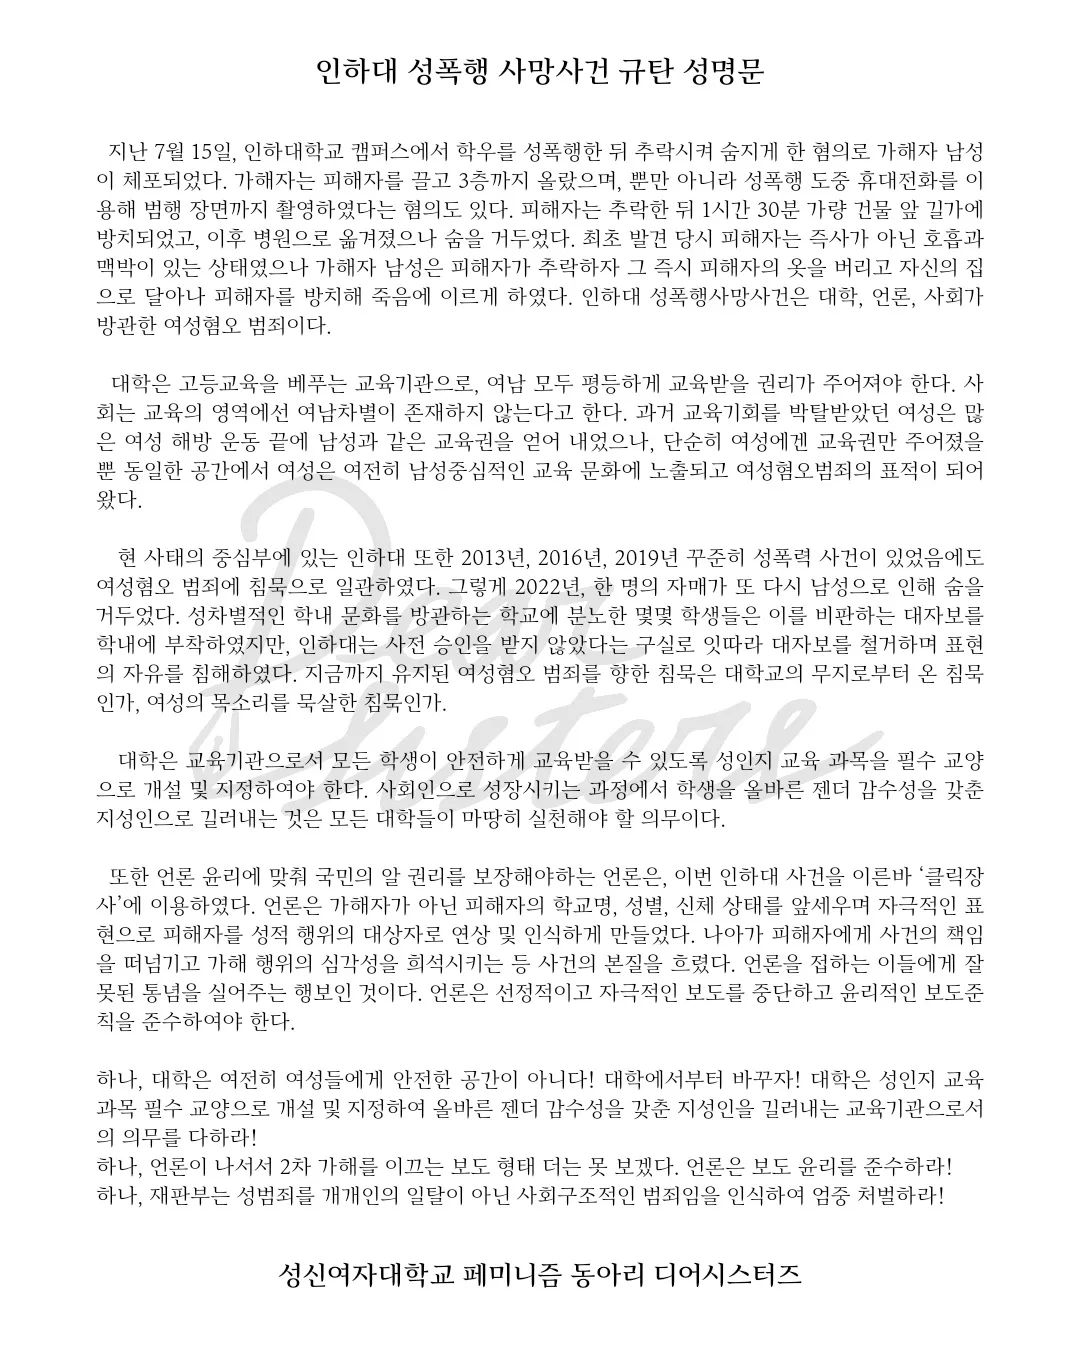 인하대 성폭행 사망사건 규탄 성명문
지난 7월 15일, 인하대학교 캠퍼스에서 학우를 성폭행한 뒤 추락시켜 숨지게 한 혐의로 가해자 남성
이 체포되었다. 가해자는 피해자를 끌고 3층까지 올랐으며, 뿐만 아니라 성폭행 도중 휴대전화를 이
용해 범행 장면까지 촬영하였다는 혐의도 있다. 피해자는 추락한 뒤 1시간 30분 가량 건물 앞 길가에
방치되었고, 이후 병원으로 옮겨졌으나 숨을 거두었다. 최초 발견 당시 피해자는 즉사가 아닌 호흡과
맥박이 있는 상태였으나 가해자 남성은 피해자가 추락하자 그 즉시 피해자의 옷을 버리고 자신의 집
으로 달아나 피해자를 방치해 죽음에 이르게 하였다. 인하대 성폭행사망사건은 대학, 언론, 사회가
방관한 여성혐오 범죄이다.
대학은 고등교육을 베푸는 교육기관으로, 여남 모두 평등하게 교육받을 권리가 주어져야 한다. 사
회는 교육의 영역에선 여남차별이 존재하지 않는다고 한다. 과거 교육기회를 박탈받았던 여성은 많
은 여성 해방 운동 끝에 남성과 같은 교육권을 얻어 내었으나, 단순히 여성에겐 교육권만 주어졌을
뿐 동일한 공간에서 여성은 여전히 남성중심적인 교육 문화에 노출되고 여성혐오범죄의 표적이 되어
왔다.
현 사태의 중심부에 있는 인하대 또한 2013년, 2016년, 2019년 꾸준히 성폭력 사건이 있었음에도
여성혐오 범죄에 침묵으로 일관하였다. 그렇게 2022년, 한 명의 자매가 또 다시 남성으로 인해 숨을
거두었다. 성차별적인 학내 문화를 방관하는 학교에 분노한 몇몇 학생들은 이를 비판하는 대자보를
학내에 부착하였지만, 인하대는 사전 승인을 받지 않았다는 구실로 잇따라 대자보를 철거하며 표현
의 자유를 침해하였다. 지금까지 유지된 여성혐오 범죄를 향한 침묵은 대학교의 무지로부터 온 침묵
인가, 여성의 목소리를 묵살한 침묵인가.
대학은 교육기관으로서 모든 학생이 안전하게 교육받을 수 있도록 성인지 교육 과목을 필수 교양
으로 개설 및 지정하여야 한다. 사회인으로 성장시키는 과정에서 학생을 올바른 젠더 감수성을 갖춘
지성인으로 길러내는 것은 모든 대학들이 마땅히 실천해야 할 의무이다.
또한 언론 윤리에 맞춰 국민의 알 권리를 보장해야하는 언론은, 이번 인하대 사건을 이른바 ‘클릭장
사’에 이용하였다. 언론은 가해자가 아닌 피해자의 학교명, 성별, 신체 상태를 앞세우며 자극적인 표
현으로 피해자를 성적 행위의 대상자로 연상 및 인식하게 만들었다. 나아가 피해자에게 사건의 책임
을 떠넘기고 가해 행위의 심각성을 희석시키는 등 사건의 본질을 흐렸다. 언론을 접하는 이들에게 잘
못된 통념을 실어주는 행보인 것이다. 언론은 선정적이고 자극적인 보도를 중단하고 윤리적인 보도준
칙을 준수하여야 한다.
하나, 대학은 여전히 여성들에게 안전한 공간이 아니다! 대학에서부터 바꾸자! 대학은 성인지 교육
과목 필수 교양으로 개설 및 지정하여 올바른 젠더 감수성을 갖춘 지성인을 길러내는 교육기관으로서
의 의무를 다하라!
하나, 언론이 나서서 2차 가해를 이끄는 보도 형태 더는 못 보겠다. 언론은 보도 윤리를 준수하라!
하나, 재판부는 성범죄를 개개인의 일탈이 아닌 사회구조적인 범죄임을 인식하여 엄중 처벌하라!
성신여자대학교 페미니즘 동아리 디어시스터즈
Dear
Sisters